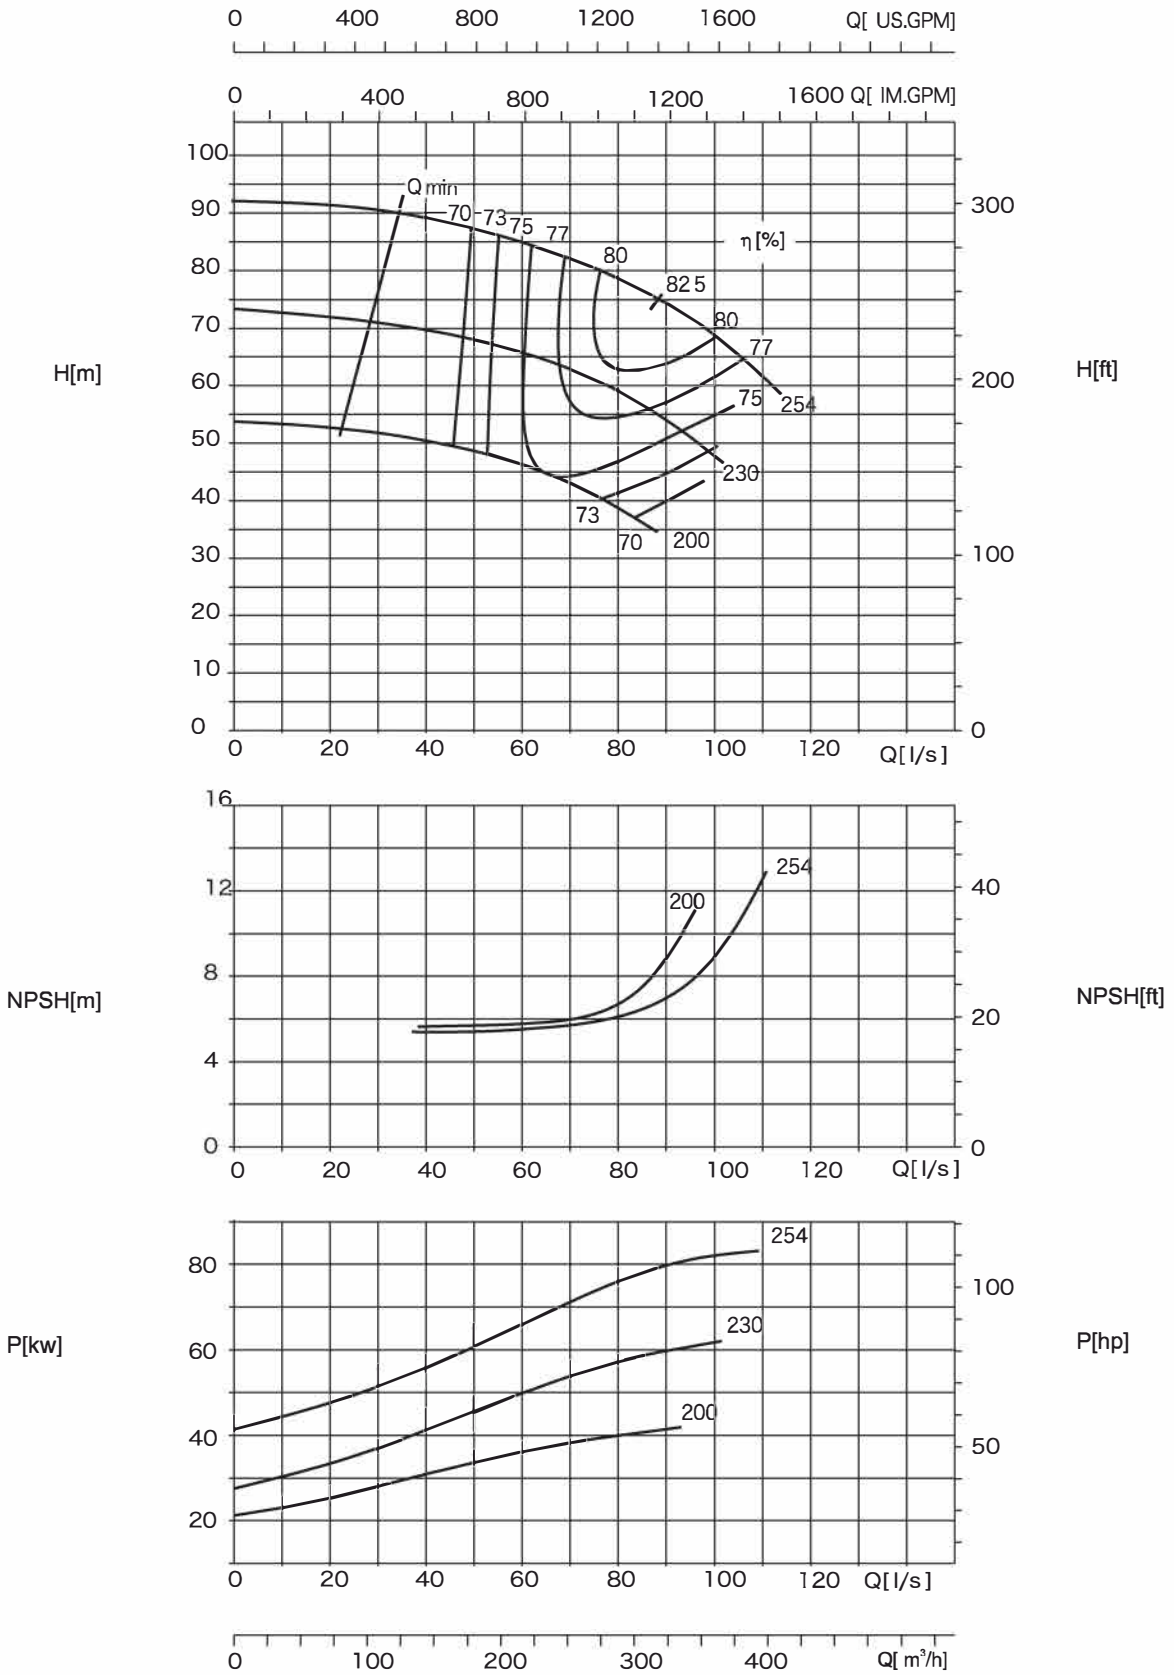 0 400 800 1200 1600 Q[ US.GPM]
0 400 800 1200 1600 Q[ IM.GPM]
100
Q min
90
70 73 75 77
300
η[%]
80
80
82 5
70
80
77
H[m]
60
200
H[ft]
75
254
50
230
40
73
70 200
30
100
20
10
0
0
0 20 40 60 80 100 120 Q[l/s]
16
254
12
40
200
8
NPSH[m]
NPSH[ft]
20
4
0
0
0 20 40 60 80 100 120 Q[l/s]
254
80
100
230
P[kw]
60
P[hp]
200
40
50
20
0 20 40 60 80 100 120 Q[l/s]
0 100 200 300 400 Q[ m³/h]